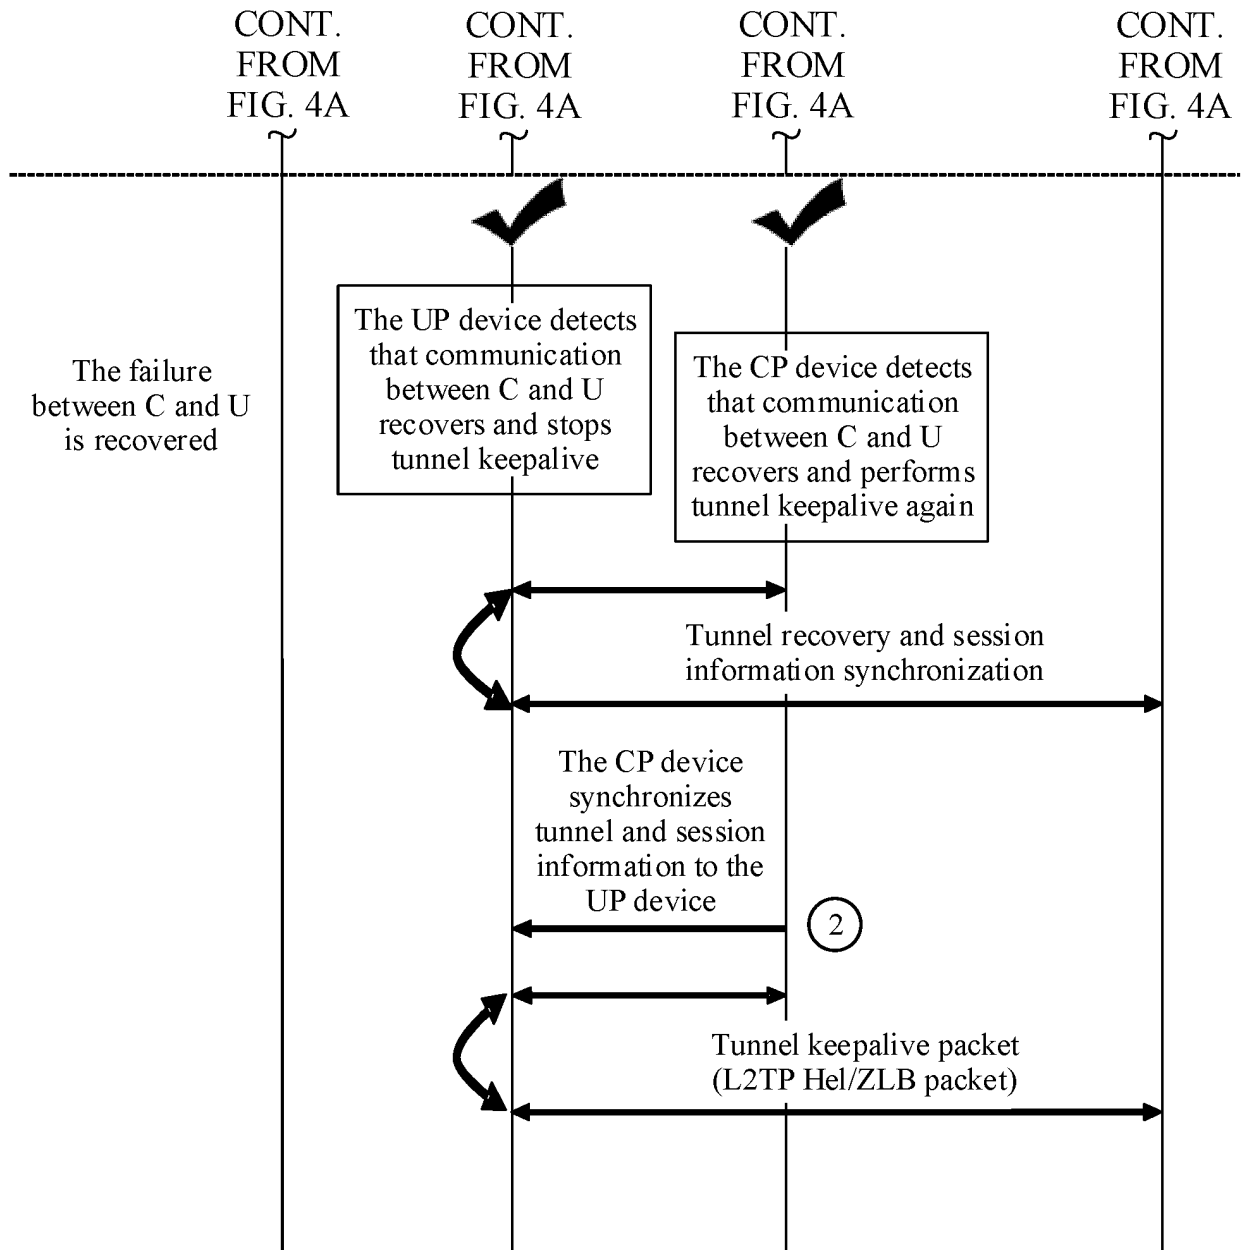 CONT.
FROM
FIG. 4A
CONT.
FROM
FIG. 4A
CONT.
FROM
FIG. 4A
CONT.
FROM
FIG. 4A
The failure
between C and U
is recovered
The UP device detects
that communication
between C and U
recovers and stops
tunnel keepalive
The CP device detects
that communication
between C and U
recovers and performs
tunnel keepalive again
Tunnel recovery and session
information synchronization
The CP device
synchronizes
tunnel and session
information to the
UP device
2
Tunnel keepalive packet
(L2TP Hel/ZLB packet)